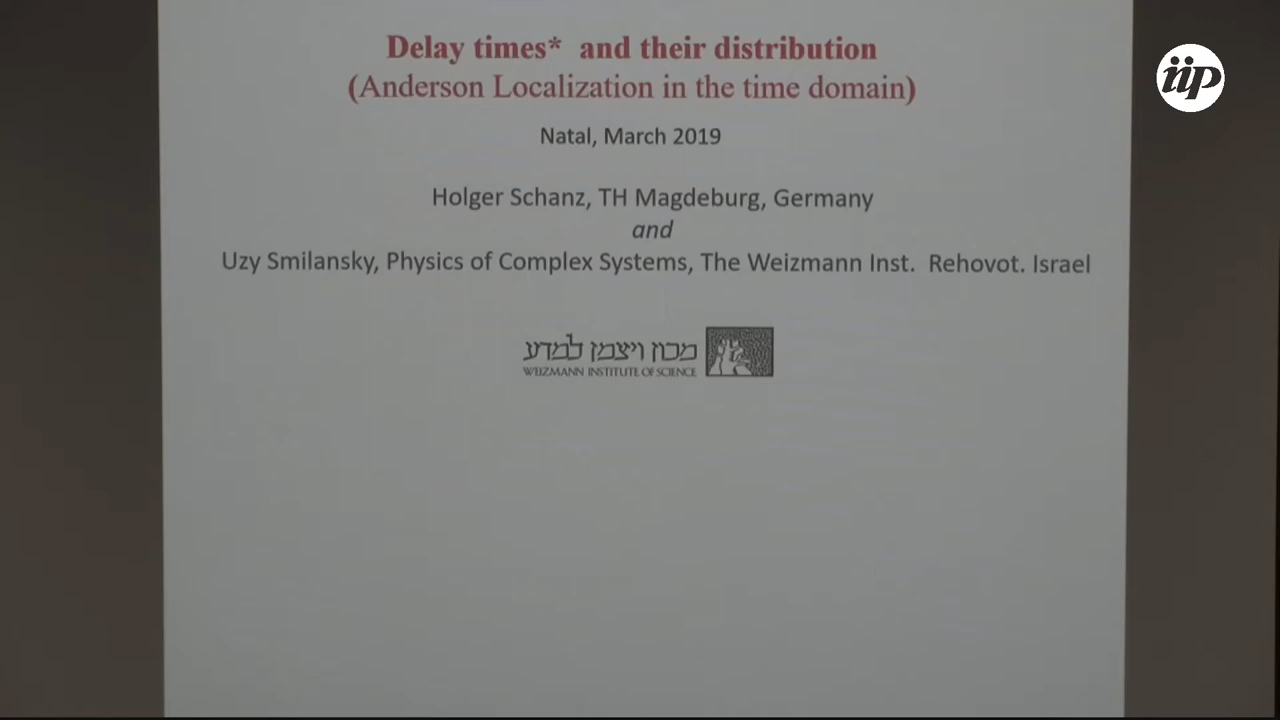 Delay times* and their distribution
(Anderson Localization in the time domain)
Natal, March 2019
Holger Schanz, TH Magdeburg, Germany
and
Uzy Smilansky, Physics of Complex Systems, The Weizmann Inst. Rehovot. Israel
מכון ויצמן למדע
WEIZMANN INSTITUTE OF SCIENCE
iip